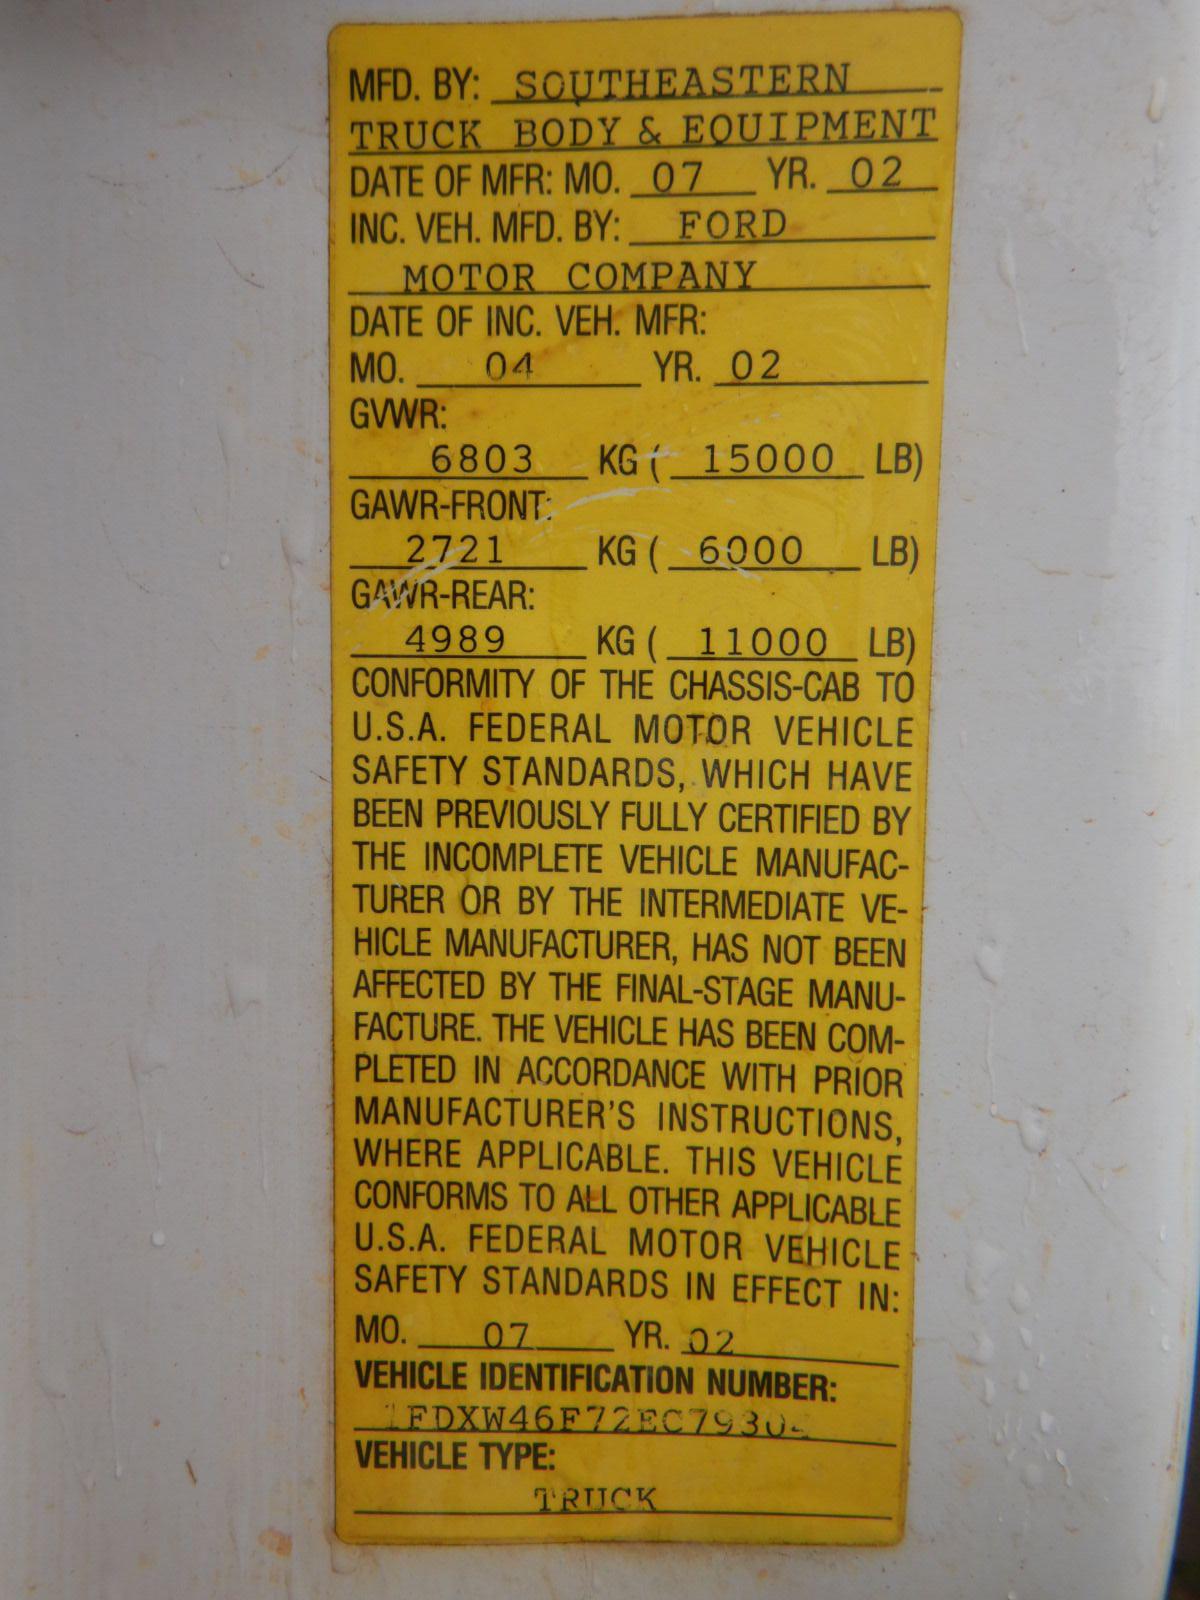 MFD. BY: SOUTHEASTERN
TRUCK BODY & EQUIPMENT
DATE OF MFR: MO. 07 YR. 02
INC. VEH. MFD. BY: FORD
MOTOR COMPANY
DATE OF INC. VEH. MFR:
MO. 04 YR. 02
GVWR:
6803 KG ( 15000 LB)
GAWR-FRONT:
2721 KG ( 6000 LB)
GAWR-REAR:
4989 KG ( 11000 LB)
CONFORMITY OF THE CHASSIS-CAB TO
U.S.A. FEDERAL MOTOR VEHICLE
SAFETY STANDARDS, WHICH HAVE
BEEN PREVIOUSLY FULLY CERTIFIED BY
THE INCOMPLETE VEHICLE MANUFAC-
TURER OR BY THE INTERMEDIATE VE-
HICLE MANUFACTURER, HAS NOT BEEN
AFFECTED BY THE FINAL-STAGE MANU-
FACTURE. THE VEHICLE HAS BEEN COM-
PLETED IN ACCORDANCE WITH PRIOR
MANUFACTURER'S INSTRUCTIONS,
WHERE APPLICABLE. THIS VEHICLE
CONFORMS TO ALL OTHER APPLICABLE
U.S.A. FEDERAL MOTOR VEHICLE
SAFETY STANDARDS IN EFFECT IN:
MO. 07 YR. 02
VEHICLE IDENTIFICATION NUMBER:
VEHICLE TYPE:
TRUCK